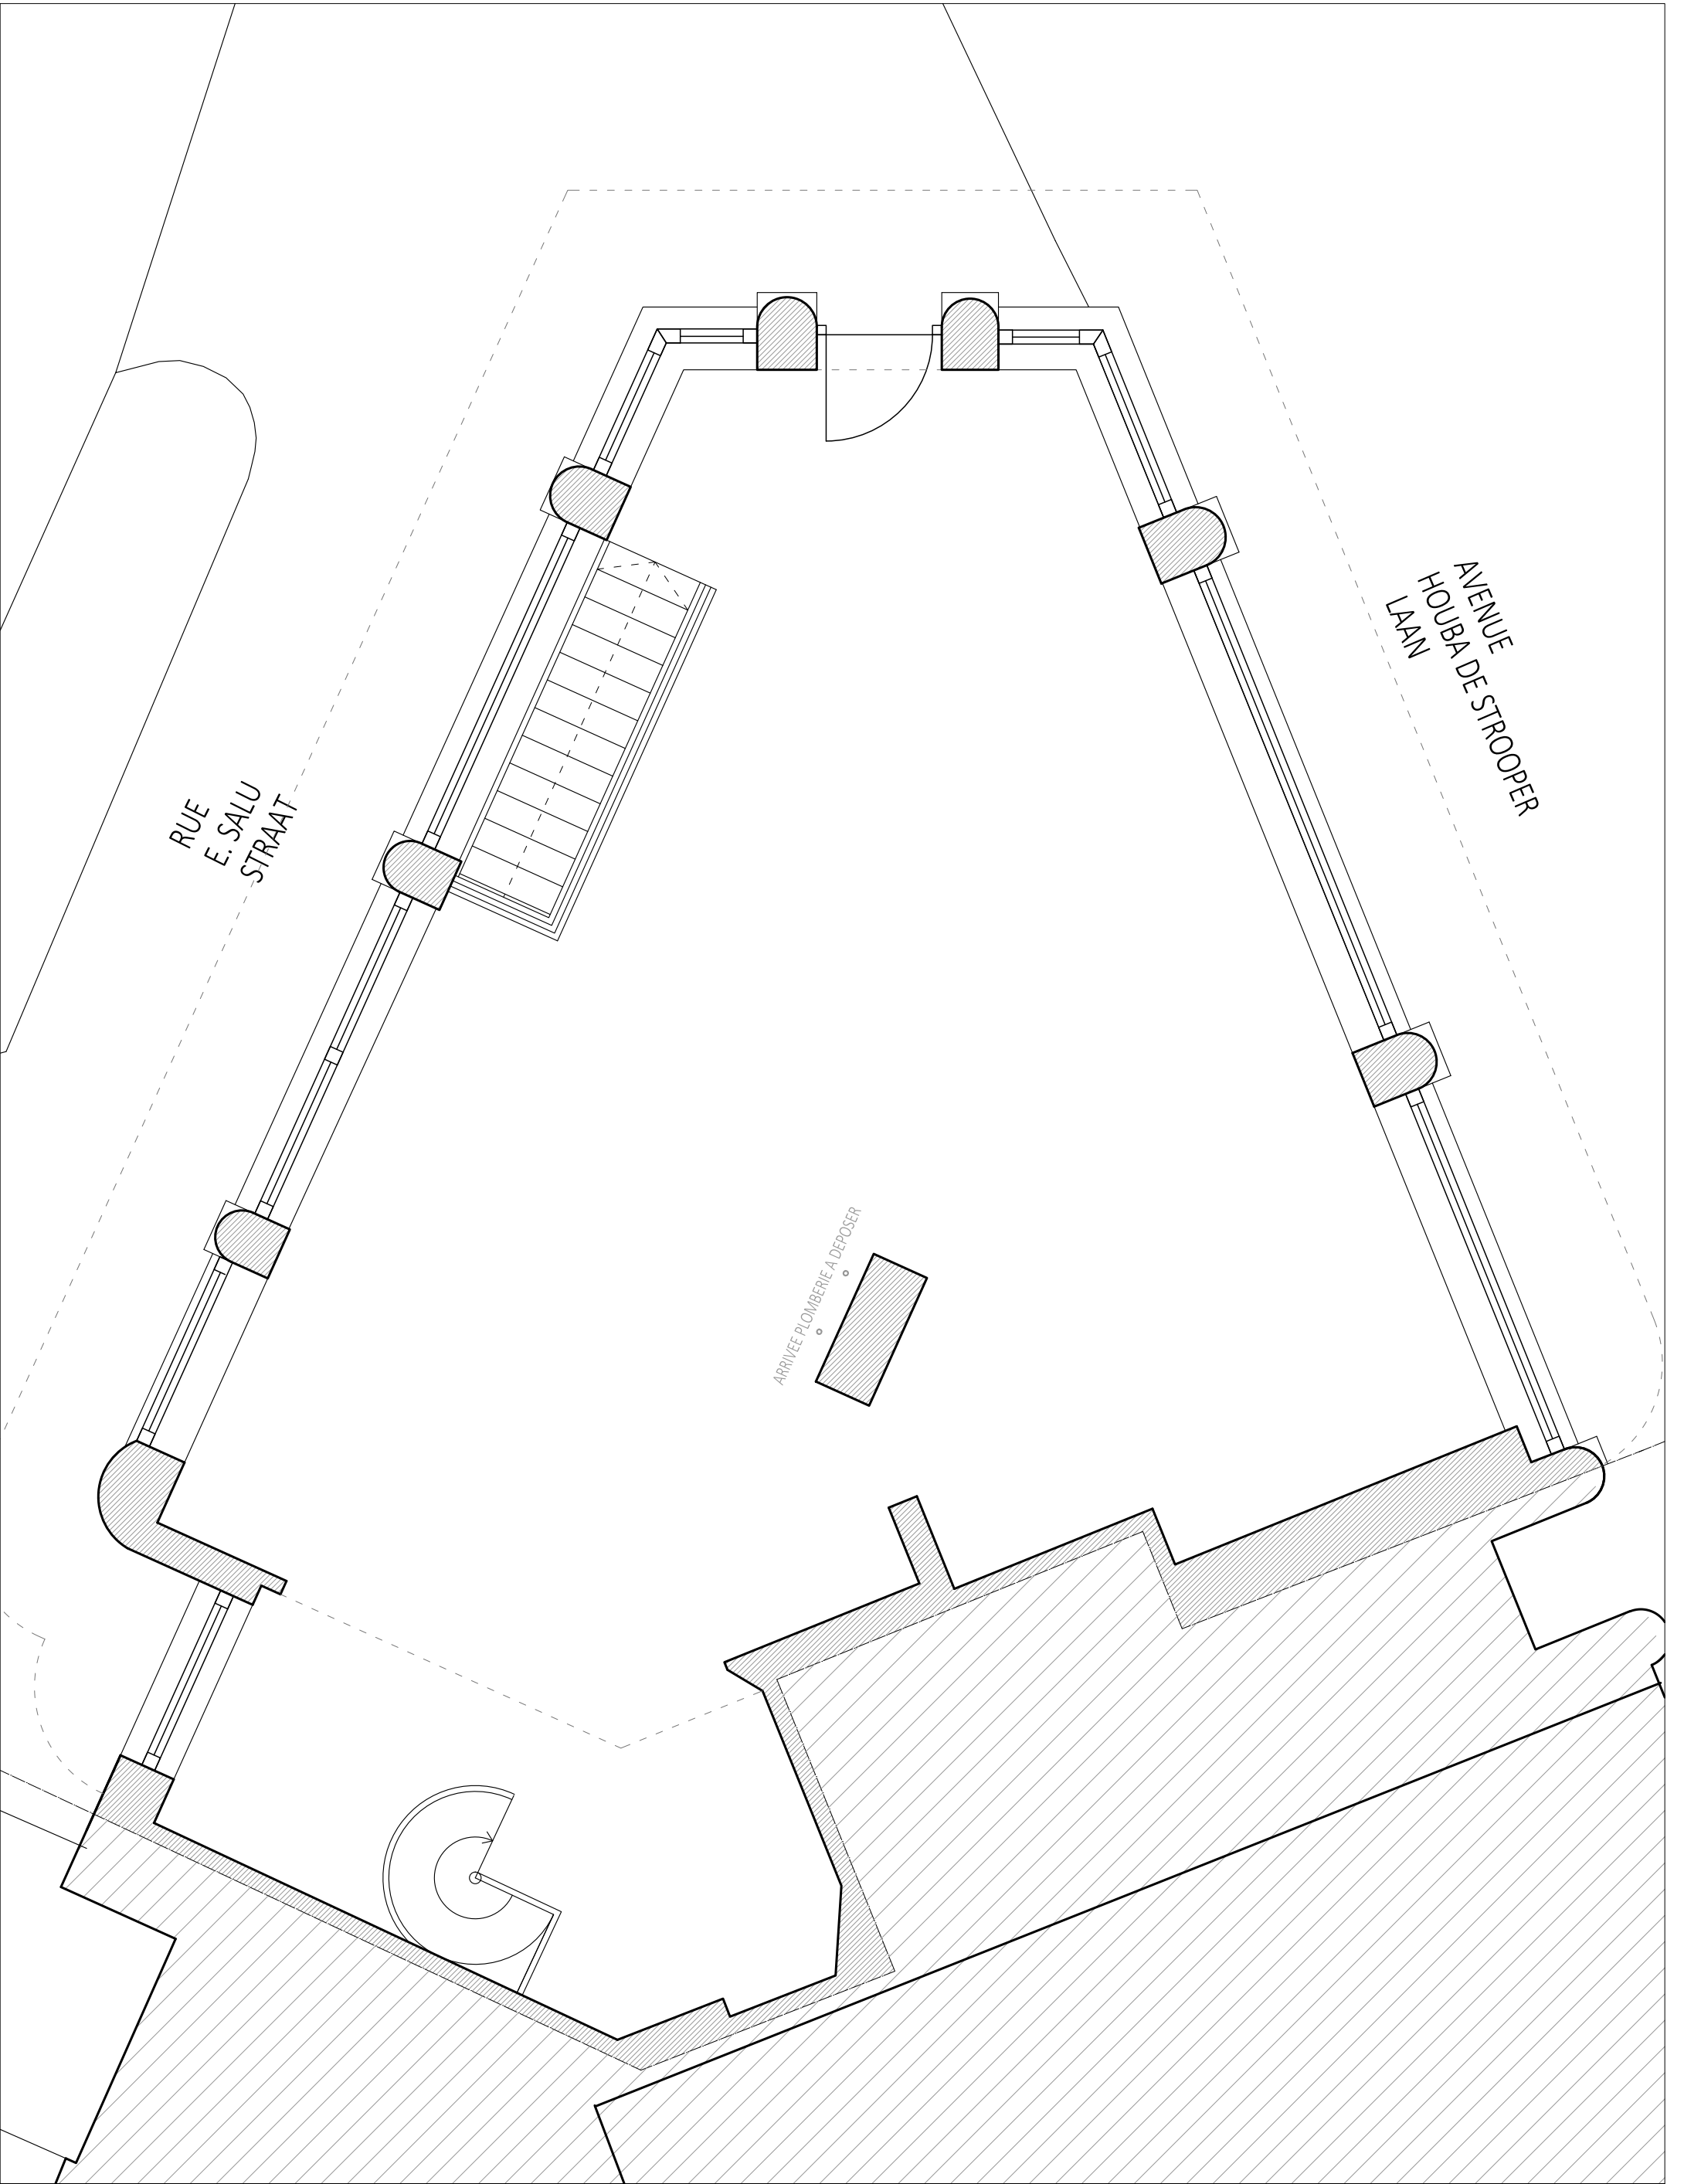 AVENUE
HOUBA DE STROOPER
LAAN
RUE
E. SALU
STRAAT
ARRIVEE PLOMBERIE A DEPOSER